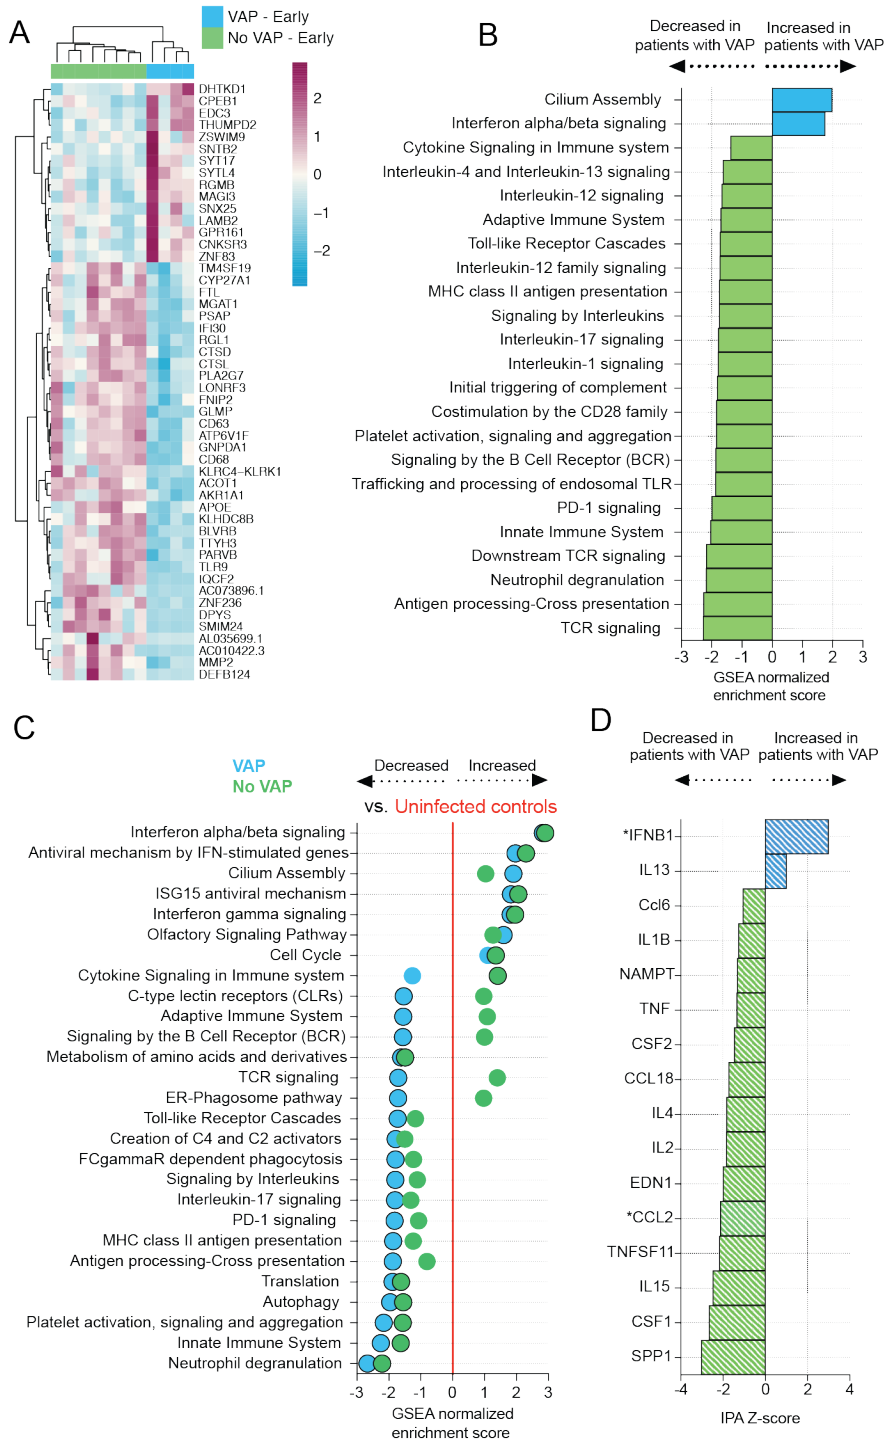 A
VAP - Early
No VAP - Early
DHTKD1
CPEB1
EDC3
THUMPD2
ZSWIM9
SNTB2
SYT17
SYTL4
RGMB
MAGI3
SNX25
LAMB2
GPR161
CNKSR3
ZNF83
TM4SF19
CYP27A1
FTL
MGAT1
PSAP
IFI30
RGL1
CTSD
CTSL
PLA2G7
LONRF3
FNIP2
GLMP
CD63
ATP6V1F
GNPDA1
CD68
KLRC4–KLRK1
ACOT1
AKR1A1
APOE
KLHDC8B
BLVRB
TTYH3
PARVB
TLR9
IQCF2
AC073896.1
ZNF236
DPYS
SMIM24
AL035699.1
AC010422.3
MMP2
DEFB124
2
1
0
−1
−2
B
Decreased in
patients with VAP
Increased in
patients with VAP
Cilium Assembly
Interferon alpha/beta signaling
Cytokine Signaling in Immune system
Interleukin-4 and Interleukin-13 signaling
Interleukin-12 signaling
Adaptive Immune System
Toll-like Receptor Cascades
Interleukin-12 family signaling
MHC class II antigen presentation
Signaling by Interleukins
Interleukin-17 signaling
Interleukin-1 signaling
Initial triggering of complement
Costimulation by the CD28 family
Platelet activation, signaling and aggregation
Signaling by the B Cell Receptor (BCR)
Trafficking and processing of endosomal TLR
PD-1 signaling
Innate Immune System
Downstream TCR signaling
Neutrophil degranulation
Antigen processing-Cross presentation
TCR signaling
-3 -2 -1 0 1 2 3
GSEA normalized
enrichment score
C
VAP
No VAP
Decreased
Increased
vs. Uninfected controls
Interferon alpha/beta signaling
Antiviral mechanism by IFN-stimulated genes
Cilium Assembly
ISG15 antiviral mechanism
Interferon gamma signaling
Olfactory Signaling Pathway
Cell Cycle
Cytokine Signaling in Immune system
C-type lectin receptors (CLRs)
Adaptive Immune System
Signaling by the B Cell Receptor (BCR)
Metabolism of amino acids and derivatives
TCR signaling
ER-Phagosome pathway
Toll-like Receptor Cascades
Creation of C4 and C2 activators
FCgammaR dependent phagocytosis
Signaling by Interleukins
Interleukin-17 signaling
PD-1 signaling
MHC class II antigen presentation
Antigen processing-Cross presentation
Translation
Autophagy
Platelet activation, signaling and aggregation
Innate Immune System
Neutrophil degranulation
-3 -2 -1 0 1 2 3
GSEA normalized
enrichment score
D
Decreased in
patients with VAP
Increased in
patients with VAP
*IFNB1
IL13
Ccl6
IL1B
NAMPT
TNF
CSF2
CCL18
IL4
IL2
EDN1
*CCL2
TNFSF11
IL15
CSF1
SPP1
-4 -2 0 2 4
IPA Z-score